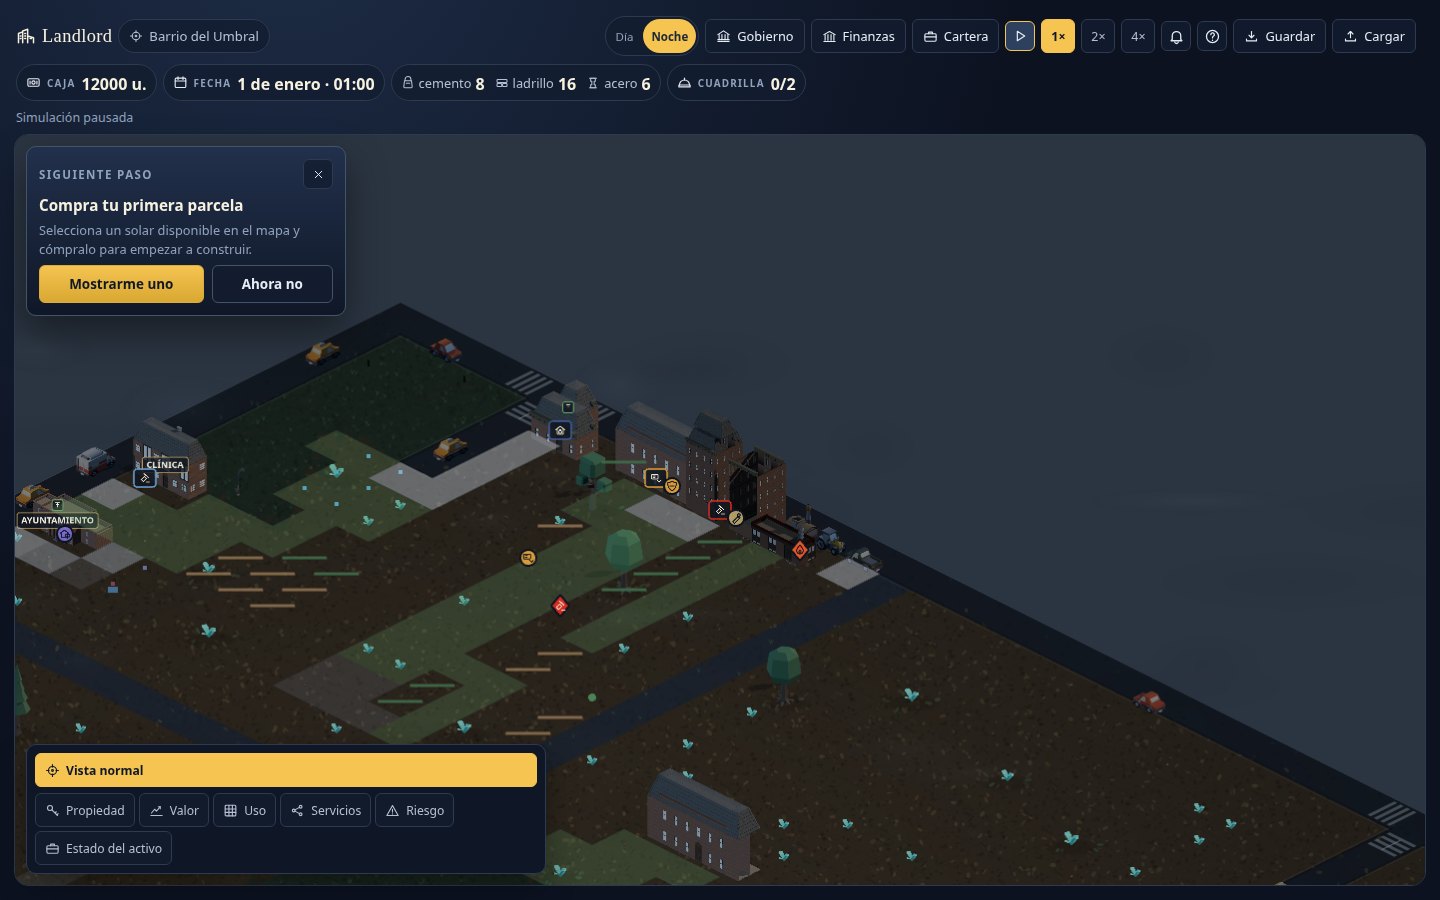 Landlord
Barrio del Umbral
Día
Noche
Gobierno
Finanzas
Cartera
1×
2×
4×
Guardar
Cargar
CAJA 12000 u.
FECHA 1 de enero · 01:00
cemento 8 ladrillo 16 acero 6
CUADRILLA 0/2
Simulación pausada
SIGUIENTE PASO
Compra tu primera parcela
Selecciona un solar disponible en el mapa y
cómpralo para empezar a construir.
Mostrarme uno
Ahora no
CLÍNICA
AYUNTAMIENTO
Vista normal
Propiedad
Valor
Uso
Servicios
Riesgo
Estado del activo